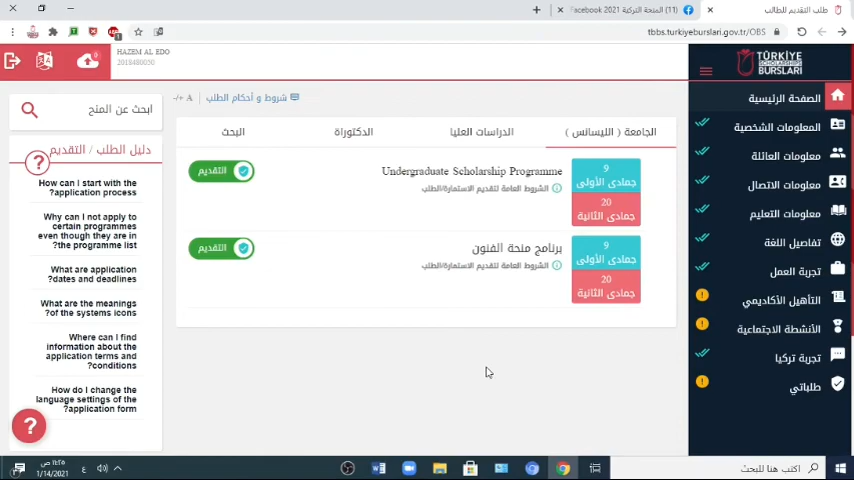 طلب التقديم للطالب
المنحة التركية 2021 Facebook (11)
tbbs.turkiyeburslari.gov.tr/OBS
HAZEM AL EDO
2018480050
TÜRKİYE
SCHOLARSHIPS
BURSLARI
الصفحة الرئيسية
المعلومات الشخصية
معلومات العائلة
معلومات الاتصال
معلومات التعليم
تفاصيل اللغة
تجربة العمل
التأهيل الأكاديمي
الأنشطة الاجتماعية
تجربة تركيا
طلباتي
شروط و أحكام الطلب
A +/-
الجامعة ( الليسانس )
الدراسات العليا
الدكتوراة
البحث
9
جمادى الأولى
20
جمادى الثانية
Undergraduate Scholarship Programme
الشروط العامة لتقديم الاستمارة/الطلب
التقديم
9
جمادى الأولى
20
جمادى الثانية
برنامج منحة الفنون
الشروط العامة لتقديم الاستمارة/الطلب
التقديم
ابحث عن المنح
دليل الطلب / التقديم
How can I start with the
?application process
Why can I not apply to
certain programmes
even though they are in
?the programme list
What are application
?dates and deadlines
What are the meanings
?of the systems icons
Where can I find
information about the
application terms and
?conditions
How do I change the
language settings of the
?application form
اكتب هنا للبحث
ع
١١:٢٥ ص
1/14/2021